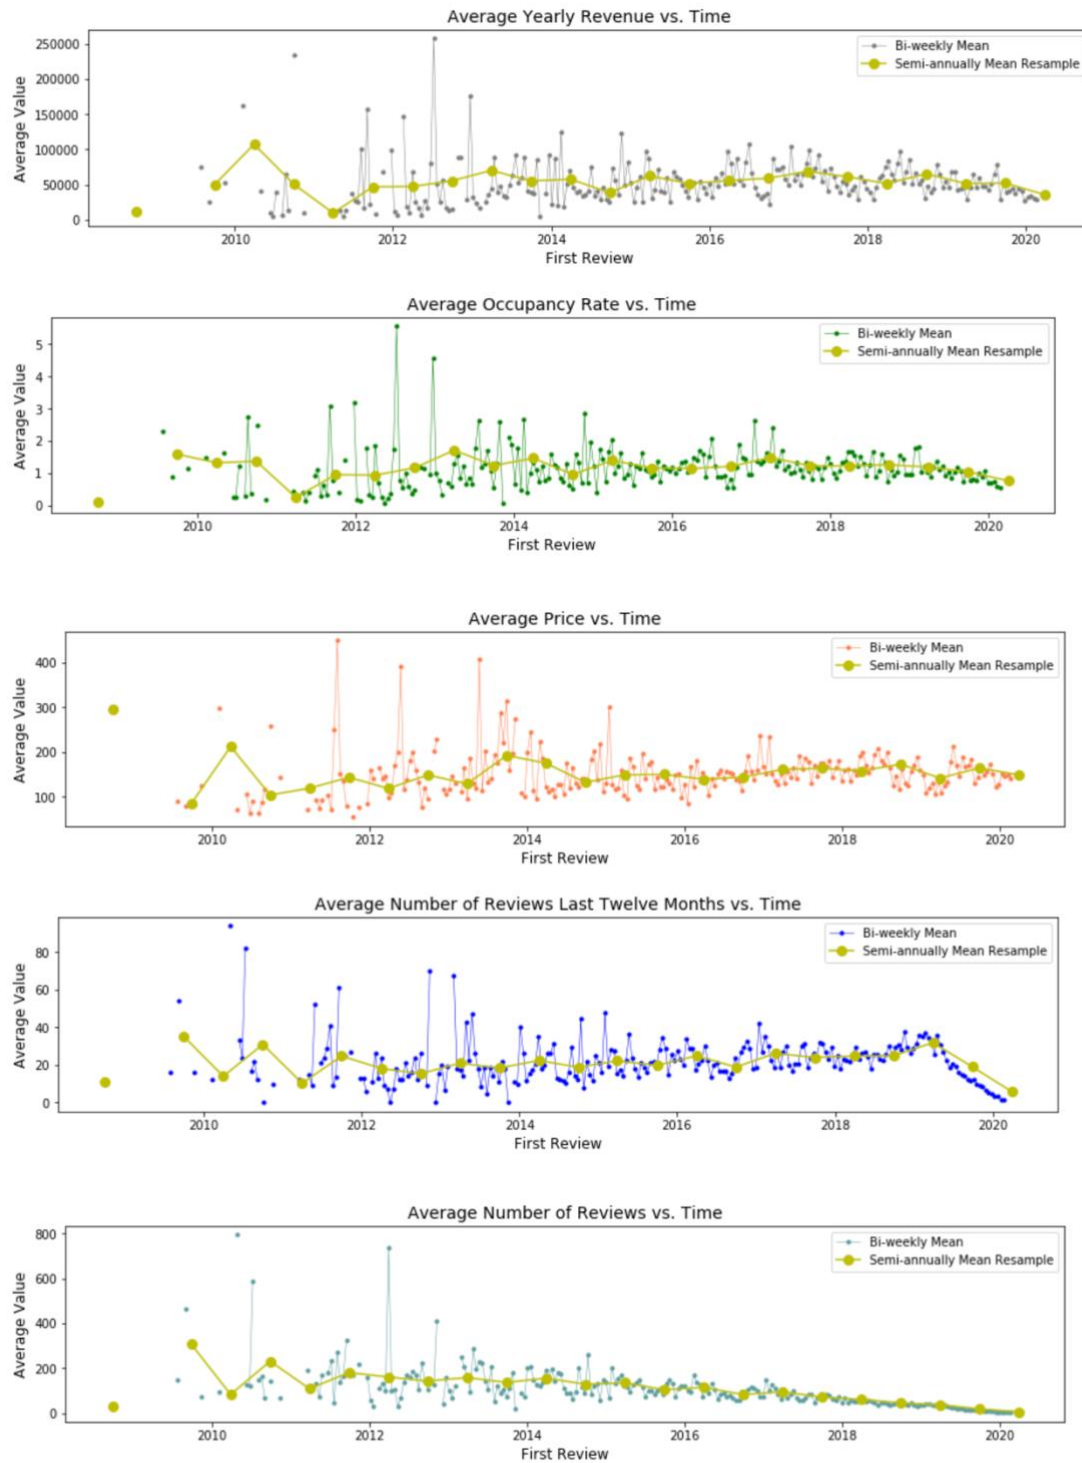 Average Yearly Revenue vs. Time
250000
200000
150000
100000
50000
0
Average Value
Bi-weekly Mean
Semi-annually Mean Resample
2010 2012 2014 2016 2018 2020
First Review
Average Occupancy Rate vs. Time
5
4
3
2
1
0
Average Value
Bi-weekly Mean
Semi-annually Mean Resample
2010 2012 2014 2016 2018 2020
First Review
Average Price vs. Time
400
300
200
100
Average Value
Bi-weekly Mean
Semi-annually Mean Resample
2010 2012 2014 2016 2018 2020
First Review
Average Number of Reviews Last Twelve Months vs. Time
80
60
40
20
0
Average Value
Bi-weekly Mean
Semi-annually Mean Resample
2010 2012 2014 2016 2018 2020
First Review
Average Number of Reviews vs. Time
800
600
400
200
0
Average Value
Bi-weekly Mean
Semi-annually Mean Resample
2010 2012 2014 2016 2018 2020
First Review